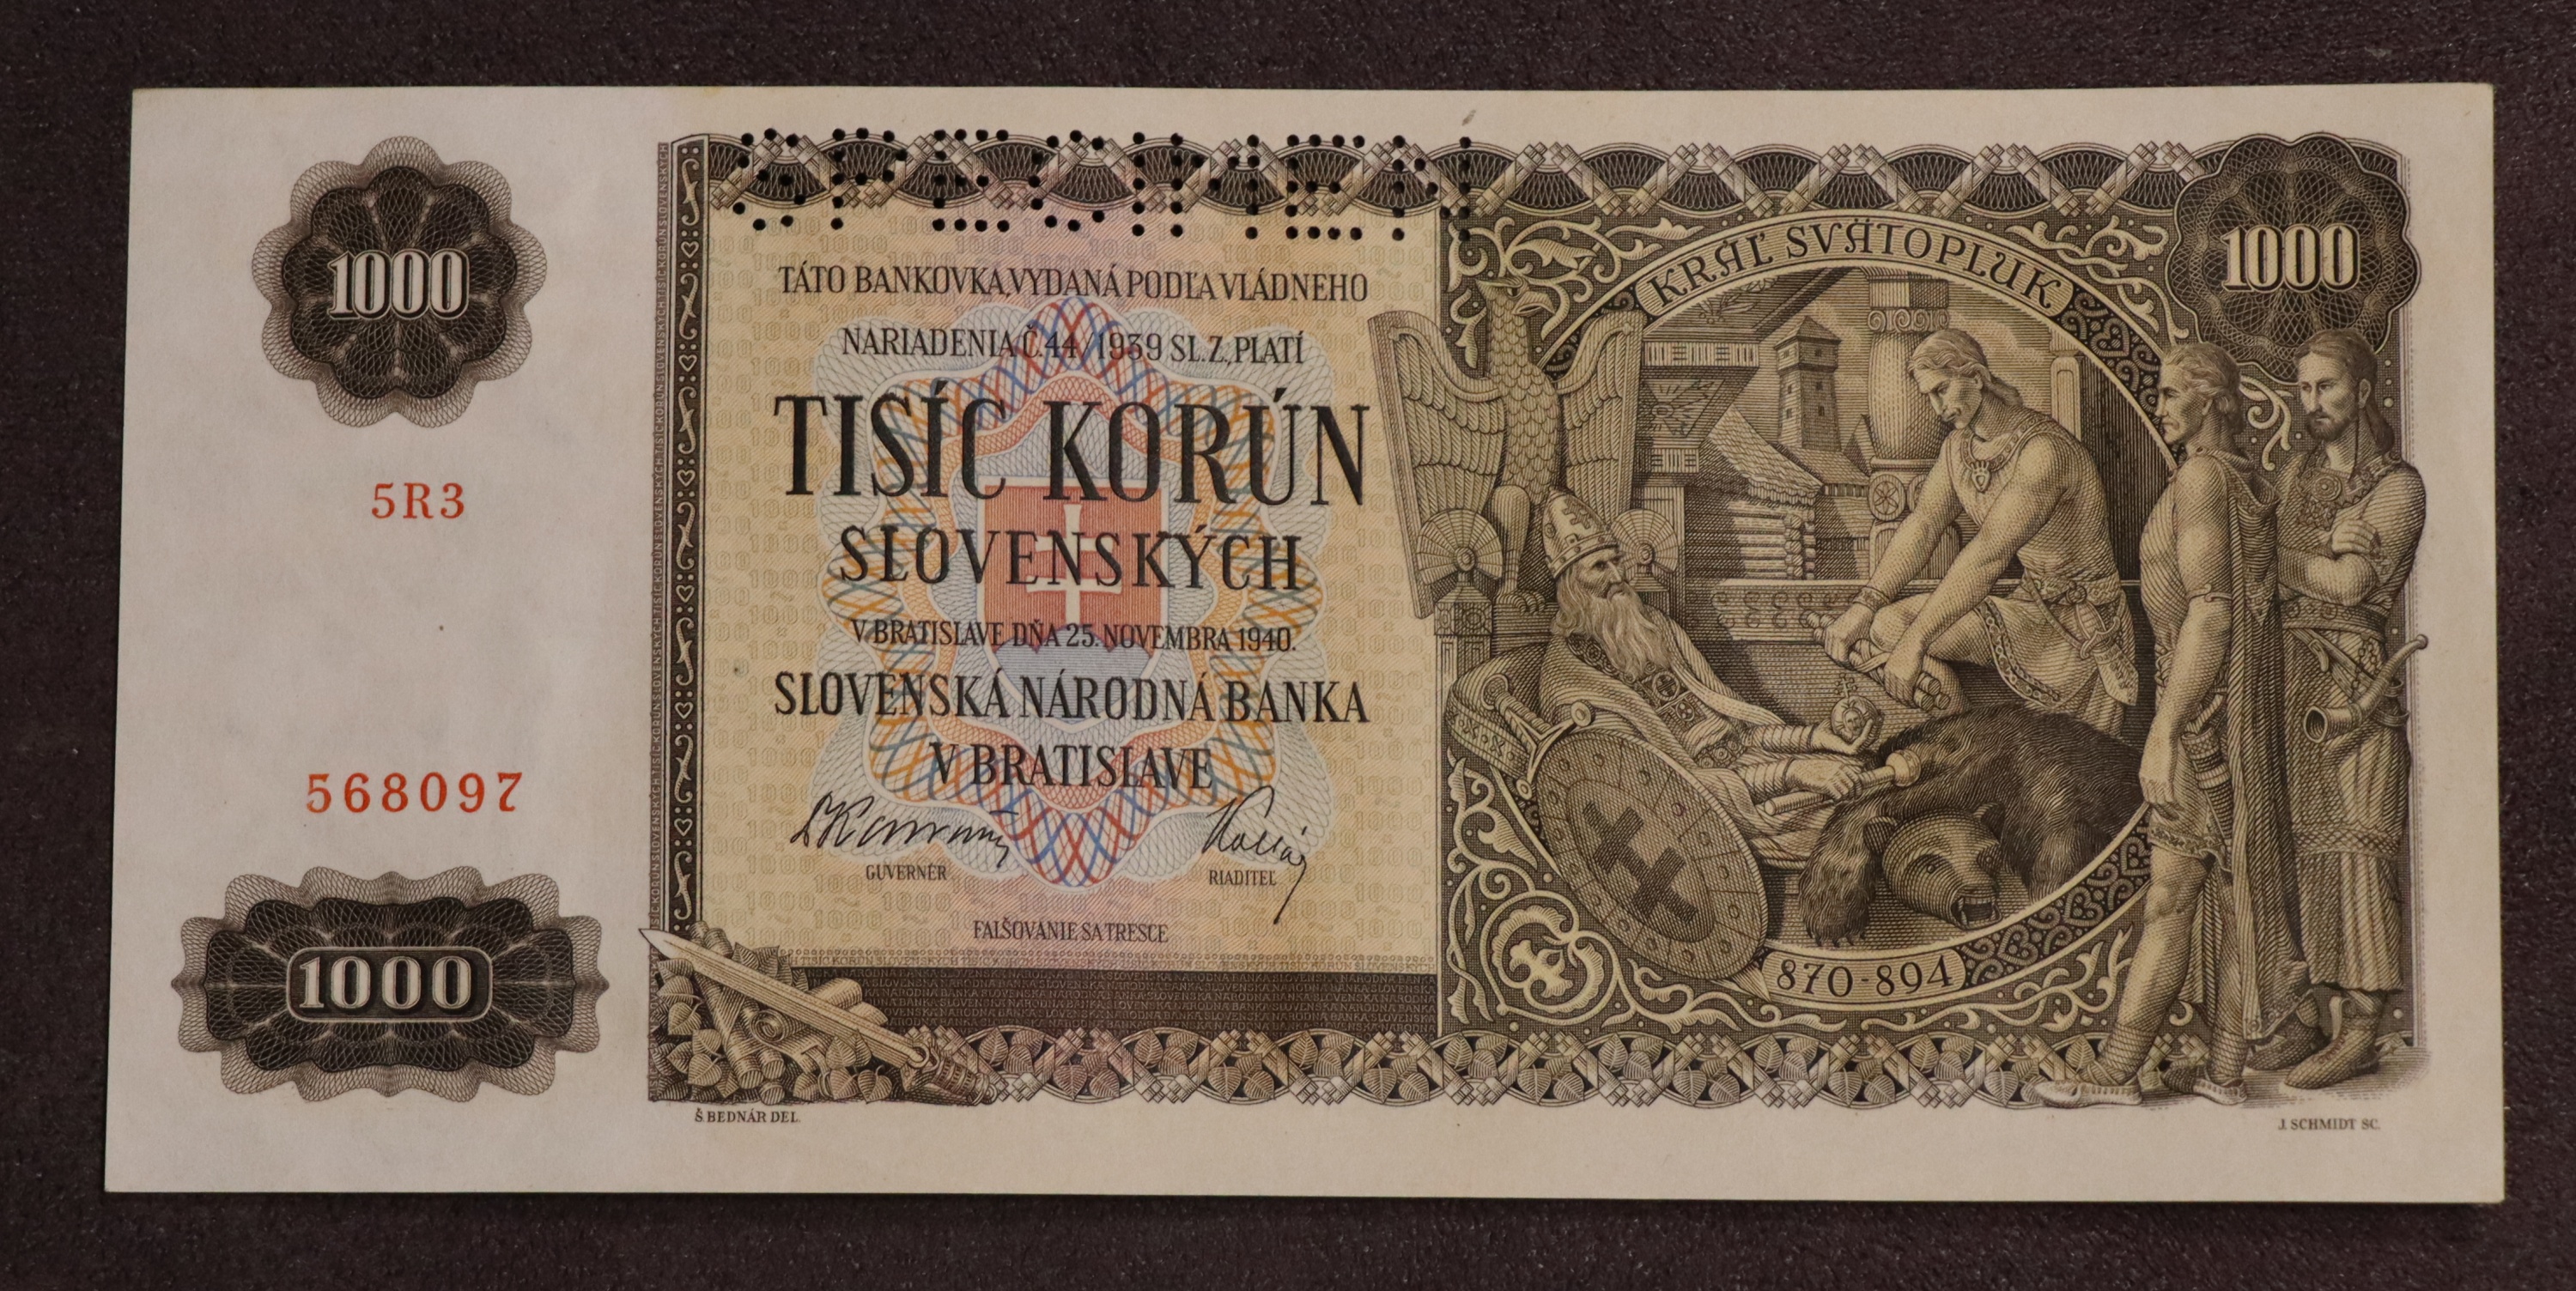 SPECIMEN
1000
5R3
568097
1000
TÁTO BANKOVKA, VYDANÁ PODĽA VLÁDNEHO
NARIADENIA Č. 44/1939 SL. Z., PLATÍ
TISÍC KORÚN
SLOVENSKÝCH
V BRATISLAVE DŇA 25. NOVEMBRA 1940.
SLOVENSKÁ NÁRODNÁ BANKA
V BRATISLAVE
GUVERNÉR
RIADITEĽ
FALŠOVANIE SA TRESCE
KRÁĽ SVÄTOPLUK
1000
870-894
Š. BEDNÁR DEL.
J. SCHMIDT SC.